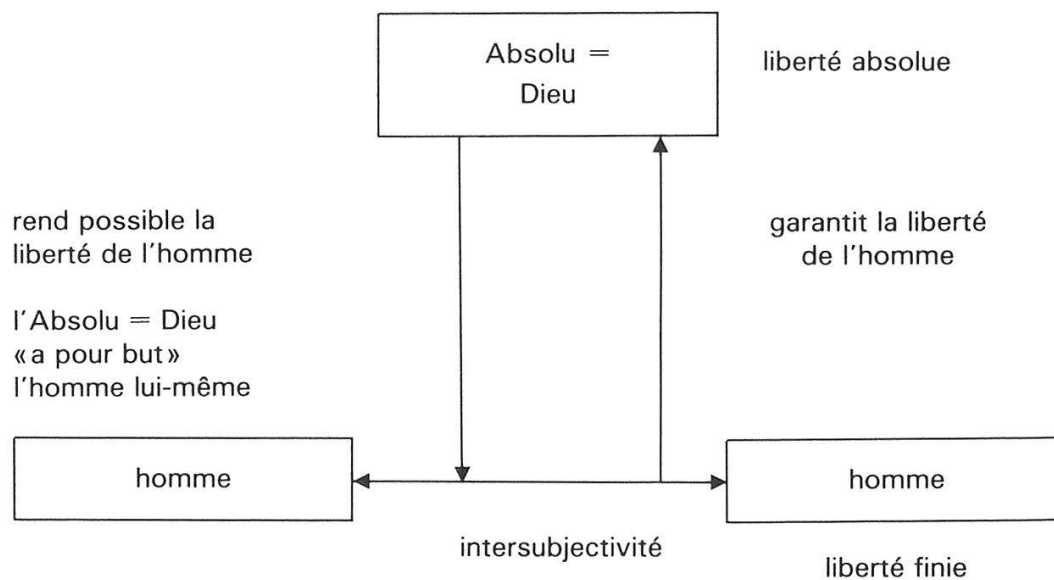 Absolu =
Dieu
liberté absolue
rend possible la
liberté de l'homme
garantit la liberté
de l'homme
l'Absolu = Dieu
«a pour but»
l'homme lui-même
homme
homme
intersubjectivité
liberté finie